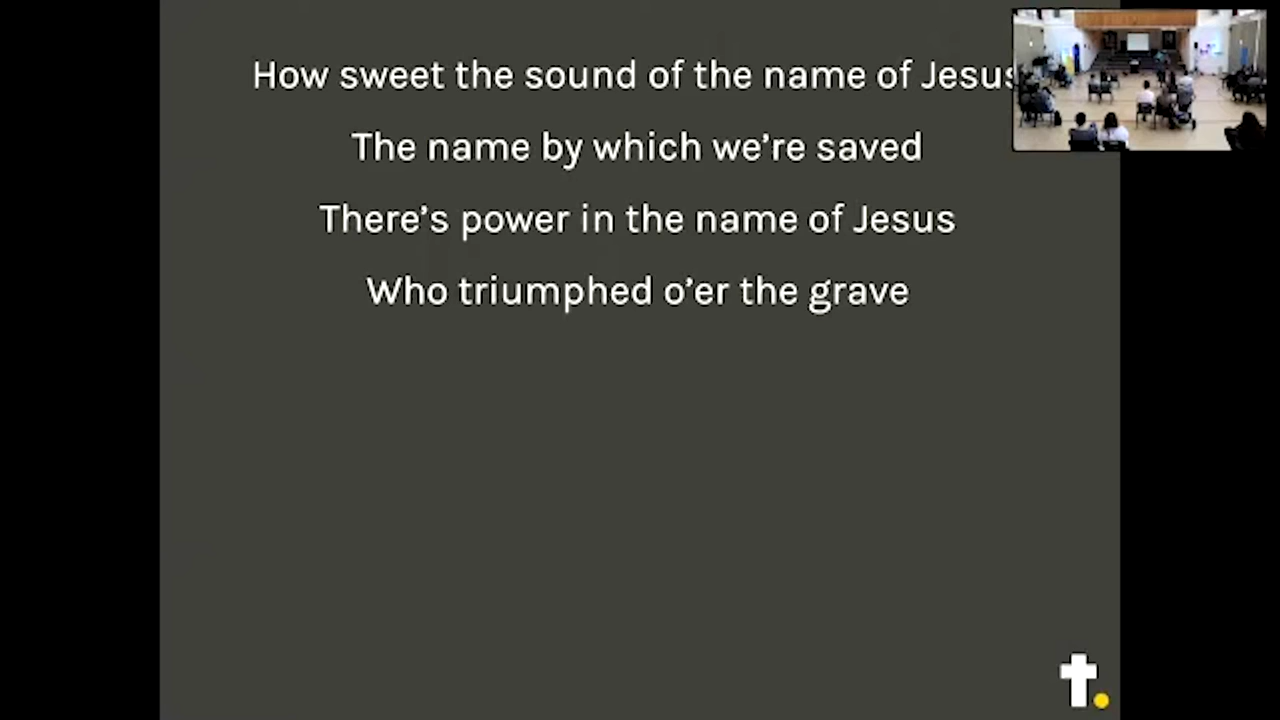 How sweet the sound of the name of Jesus
The name by which we’re saved
There’s power in the name of Jesus
Who triumphed o’er the grave